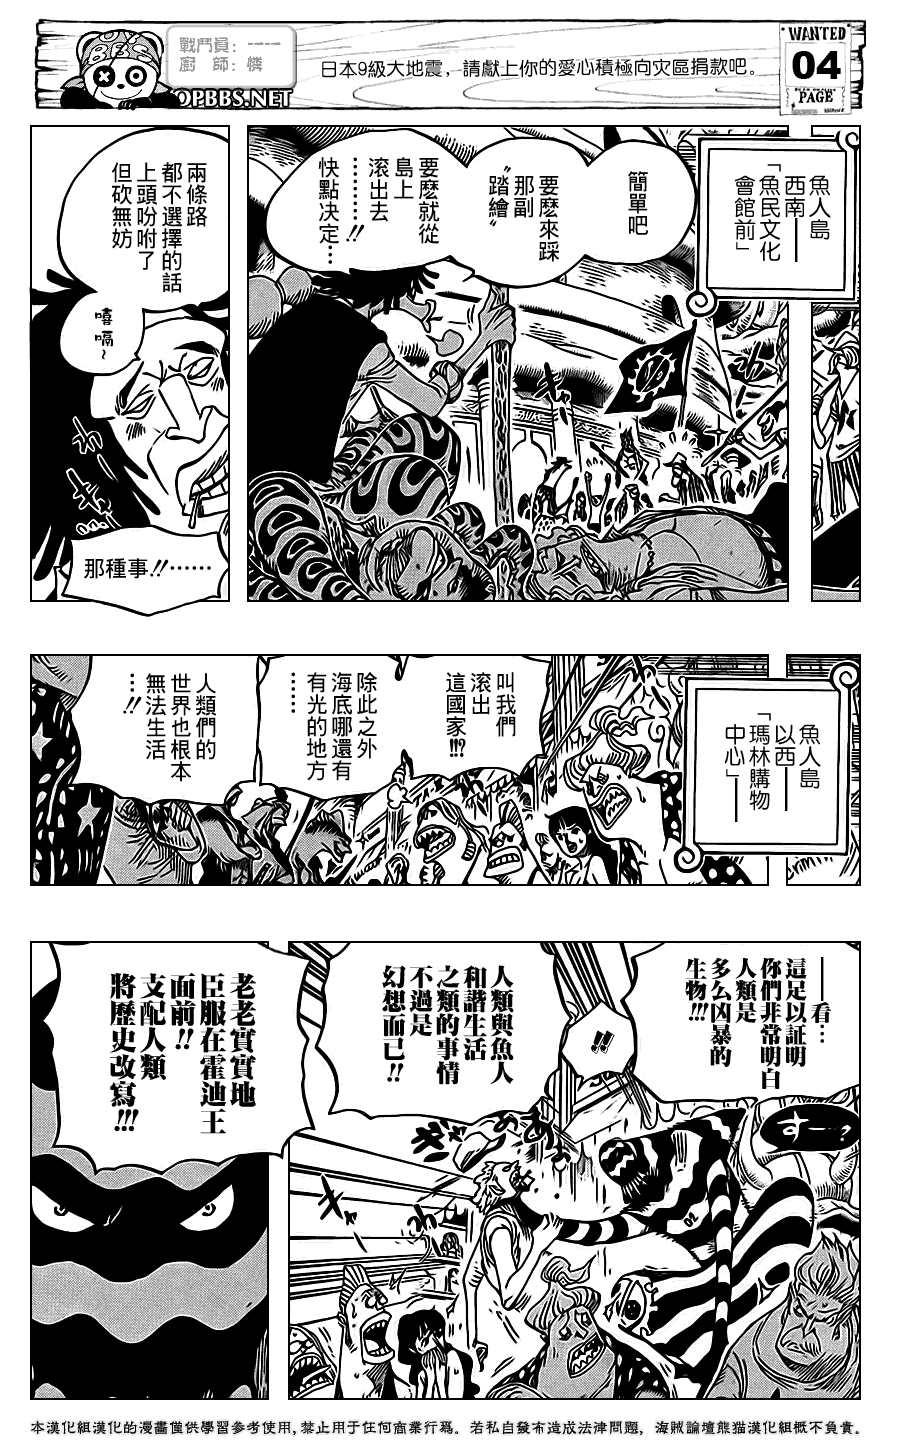 戰鬥員：----
廚　師：憐
OPBBS.NET
日本9級大地震，請獻上你的愛心積極向灾區捐款吧。
WANTED
04
PAGE
魚人島
西南——
「魚民文化
會館前」
簡單吧
要麼來踩
那副
〝踏繪〞
要麼就從
島上
滾出去
………!!
快點決定…
兩條路
都不選擇的話
上頭吩咐了
但砍無妨
嘻嗝~
那種事!!……
魚人島
以西——
「瑪林購物
中心」
叫我們
滾出
這國家!!?
除此之外
海底哪還有
有光的地方
……
人類們的
世界也根本
無法生活
…!!
——看…
這足以証明
你們非常明白
人類是
多么凶暴的
生物!!!
すー?
!!
人類與魚人
和諧生活
之類的事情
不過是
幻想而已!!
老老實實地
臣服在霍迪王
面前!!
支配人類
將歷史改寫!!!
本漢化組漢化的漫畫僅供學習參考使用,禁止用于任何商業行爲。若私自發布造成法律問題，海賊論壇熊猫漢化組概不負責。